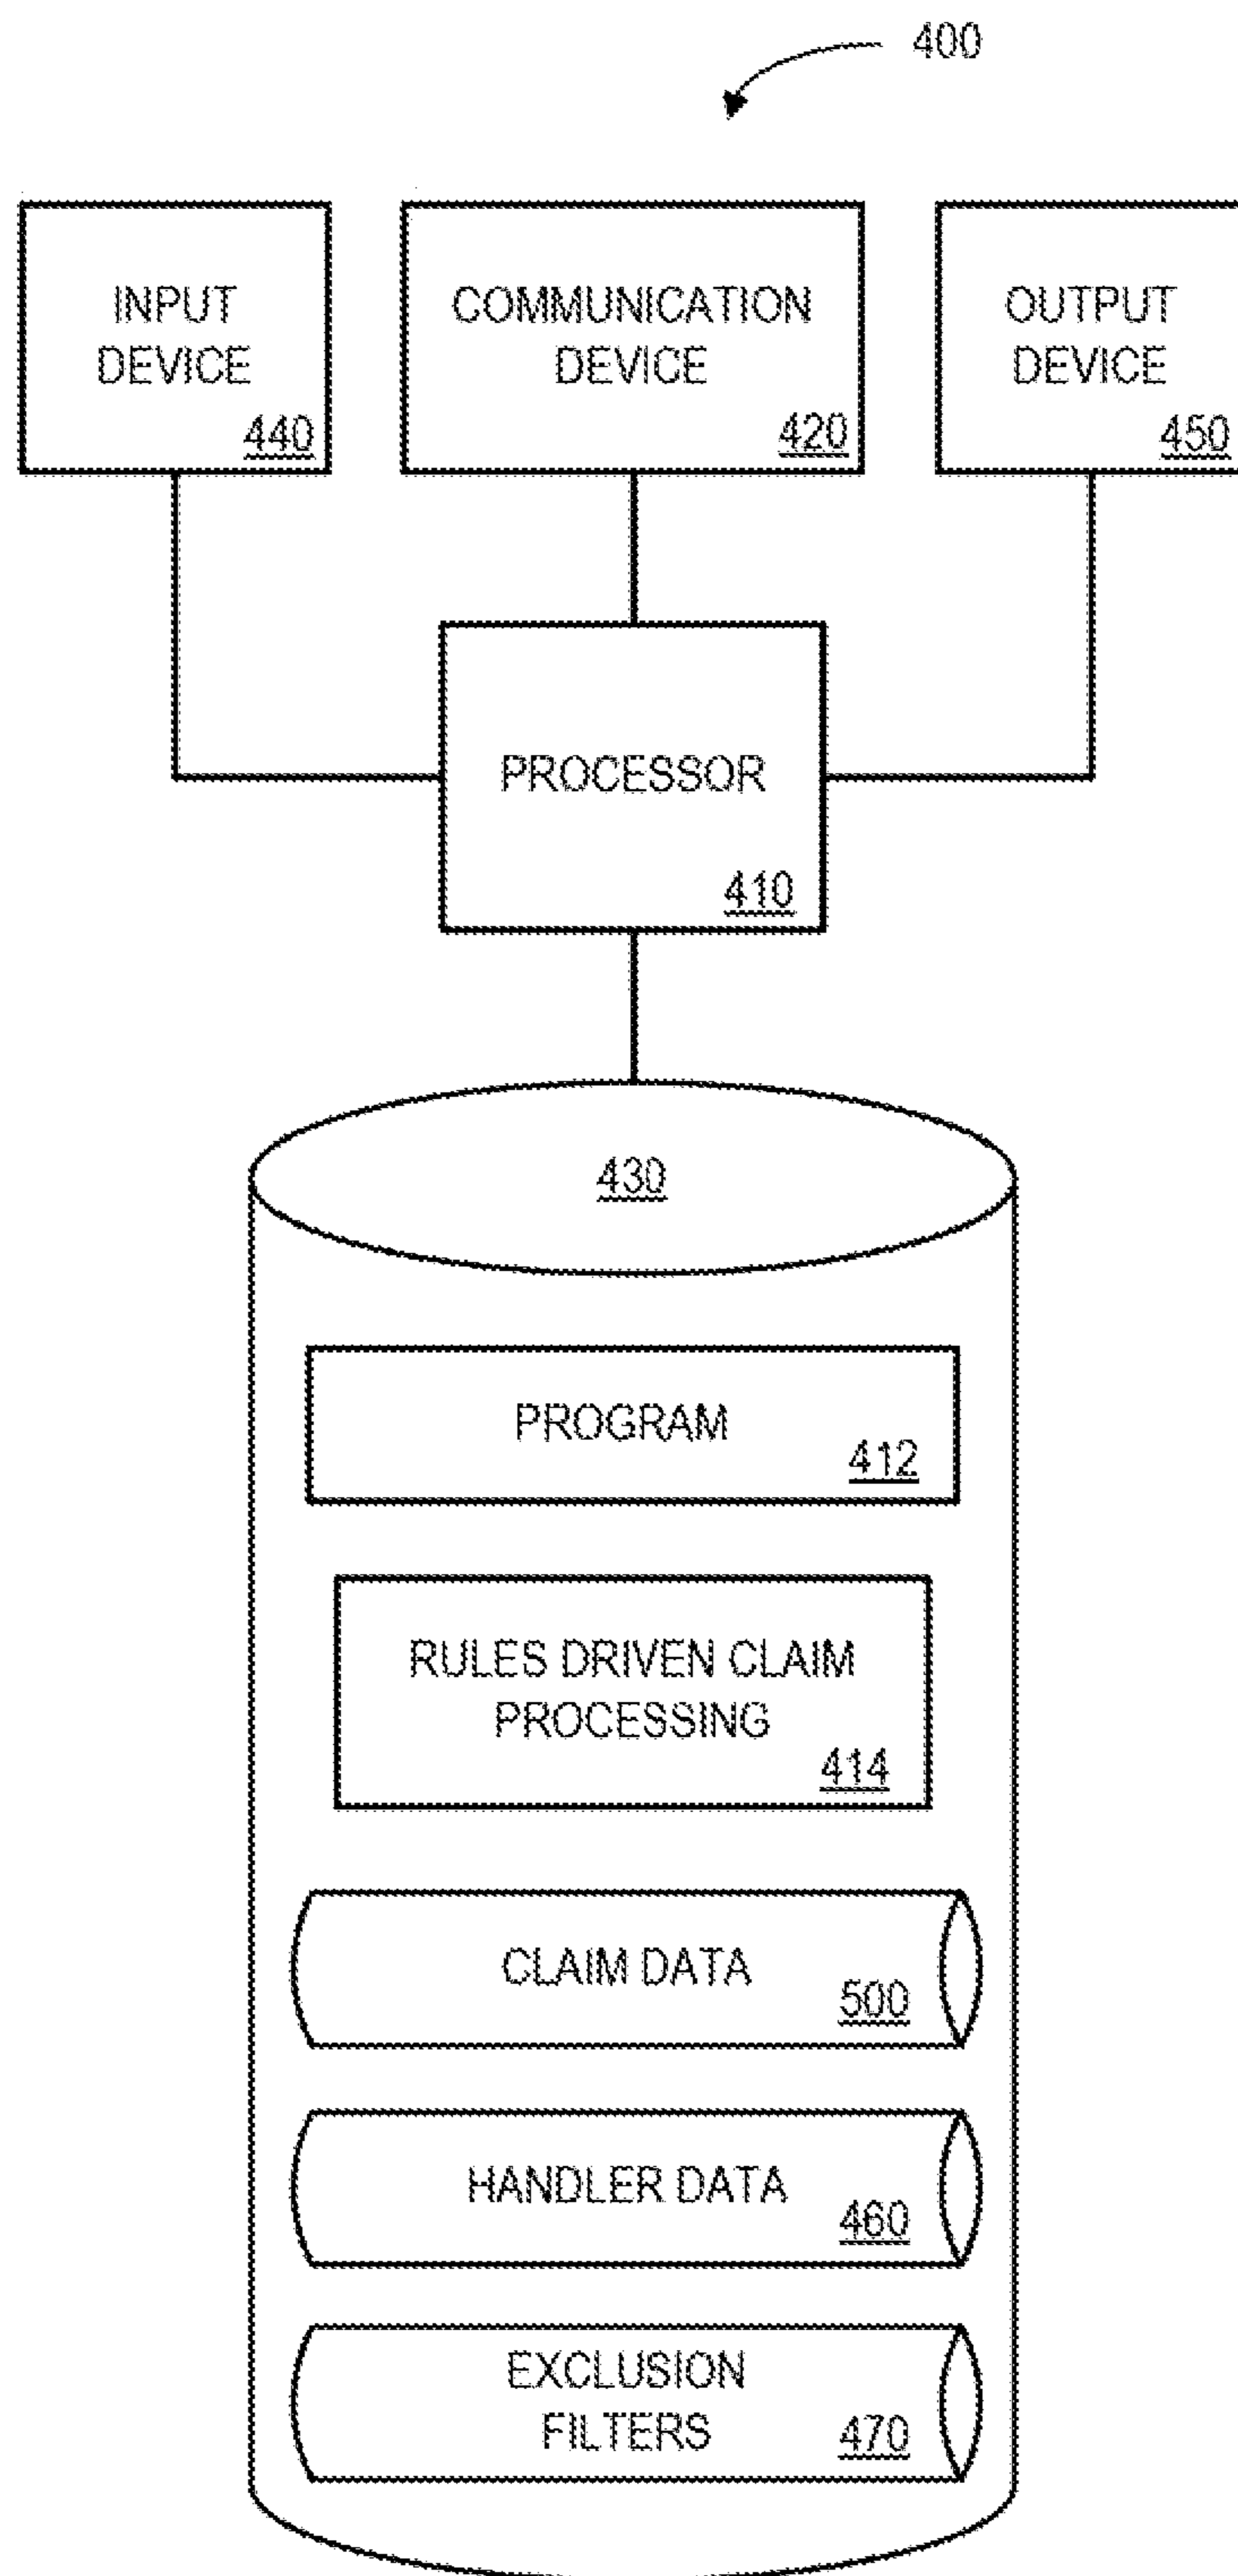 400
INPUT
DEVICE
440
COMMUNICATION
DEVICE
420
OUTPUT
DEVICE
450
PROCESSOR
410
430
PROGRAM
412
RULES DRIVEN CLAIM
PROCESSING
414
CLAIM DATA
500
HANDLER DATA
460
EXCLUSION
FILTERS
470